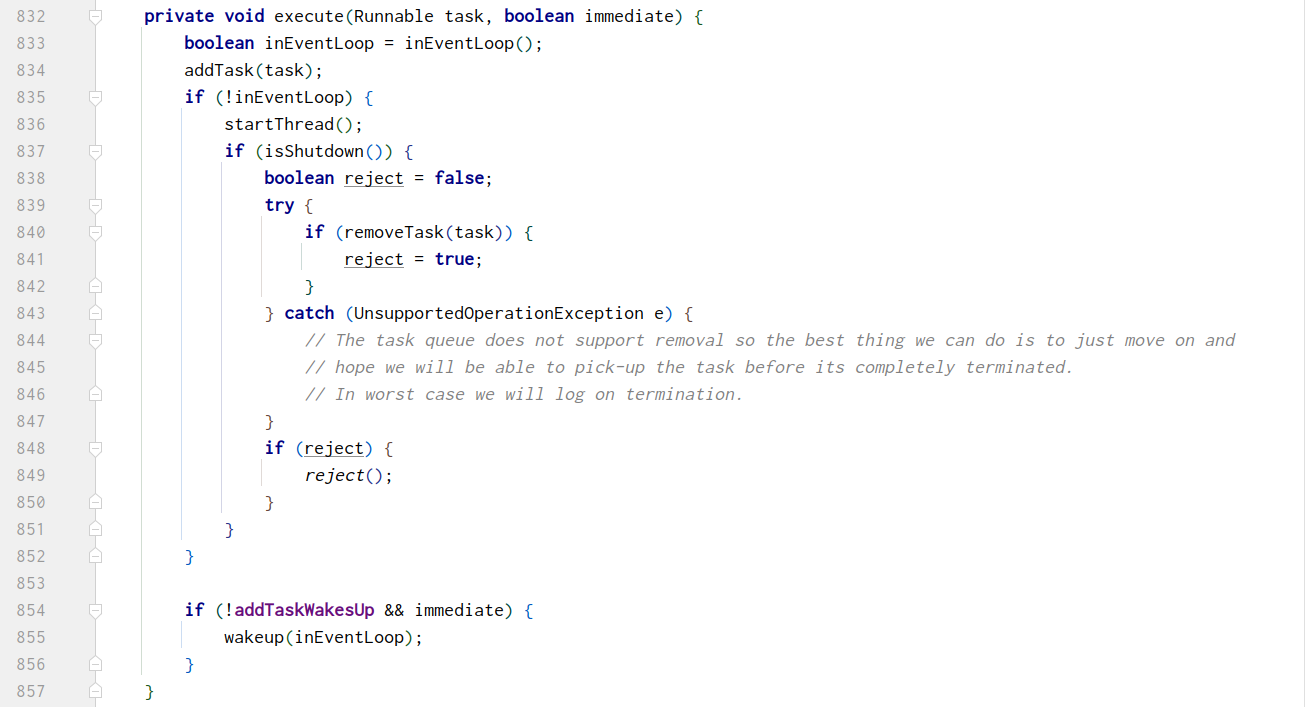 832 private void execute(Runnable task, boolean immediate) {
833 boolean inEventLoop = inEventLoop();
834 addTask(task);
835 if (!inEventLoop) {
836 startThread();
837 if (isShutdown()) {
838 boolean reject = false;
839 try {
840 if (removeTask(task)) {
841 reject = true;
842 }
843 } catch (UnsupportedOperationException e) {
844 // The task queue does not support removal so the best thing we can do is to just move on and
845 // hope we will be able to pick-up the task before its completely terminated.
846 // In worst case we will log on termination.
847 }
848 if (reject) {
849 reject();
850 }
851 }
852 }
853
854 if (!addTaskWakesUp && immediate) {
855 wakeup(inEventLoop);
856 }
857 }